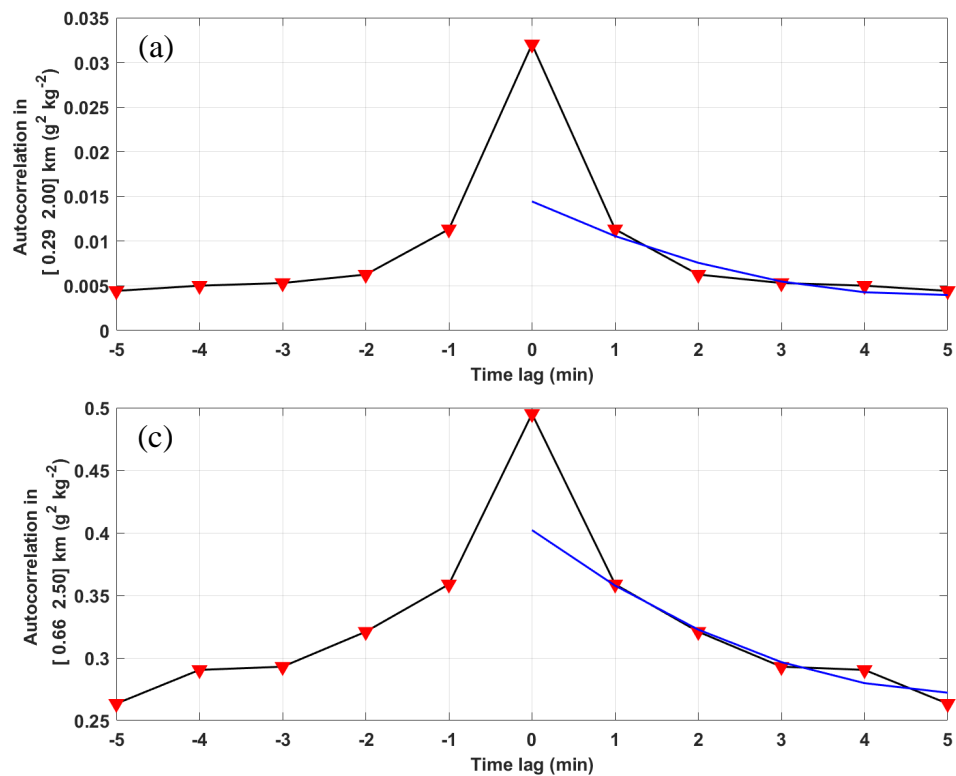 (a)
Autocorrelation in
[ 0.29 2.00] km (g² kg⁻²)
0.035
0.03
0.025
0.02
0.015
0.01
0.005
0
-5 -4 -3 -2 -1 0 1 2 3 4 5
Time lag (min)
(c)
Autocorrelation in
[ 0.66 2.50] km (g² kg⁻²)
0.5
0.45
0.4
0.35
0.3
0.25
-5 -4 -3 -2 -1 0 1 2 3 4 5
Time lag (min)